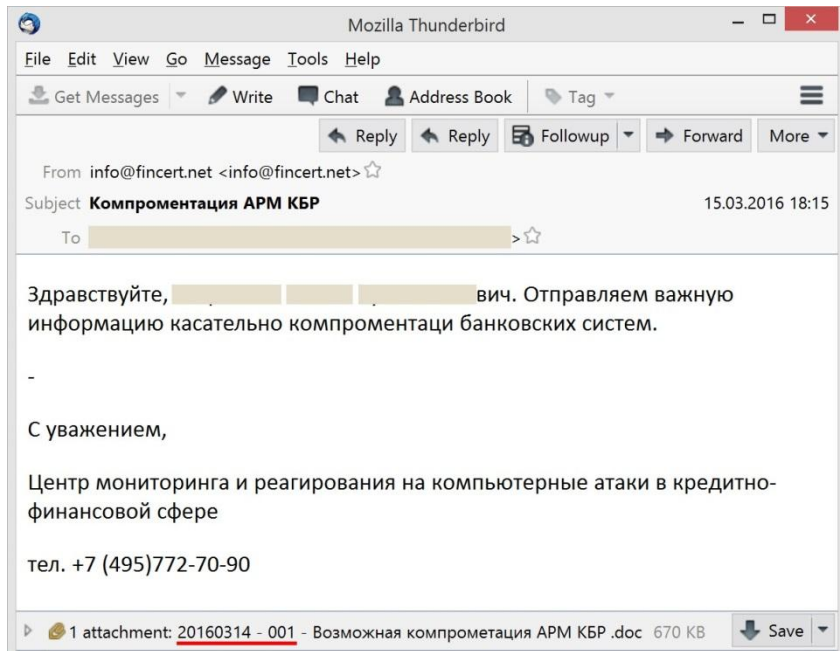 Mozilla Thunderbird
File Edit View Go Message Tools Help
Get Messages Write Chat Address Book Tag
Reply Reply Followup Forward More
From info@fincert.net <info@fincert.net>
Subject Компроментация АРМ КБР 15.03.2016 18:15
To >
Здравствуйте, вич. Отправляем важную
информацию касательно компроментаци банковских систем.
-
С уважением,
Центр мониторинга и реагирования на компьютерные атаки в кредитно-
финансовой сфере
тел. +7 (495)772-70-90
1 attachment: 20160314 - 001 - Возможная компрометация АРМ КБР .doc 670 KB Save